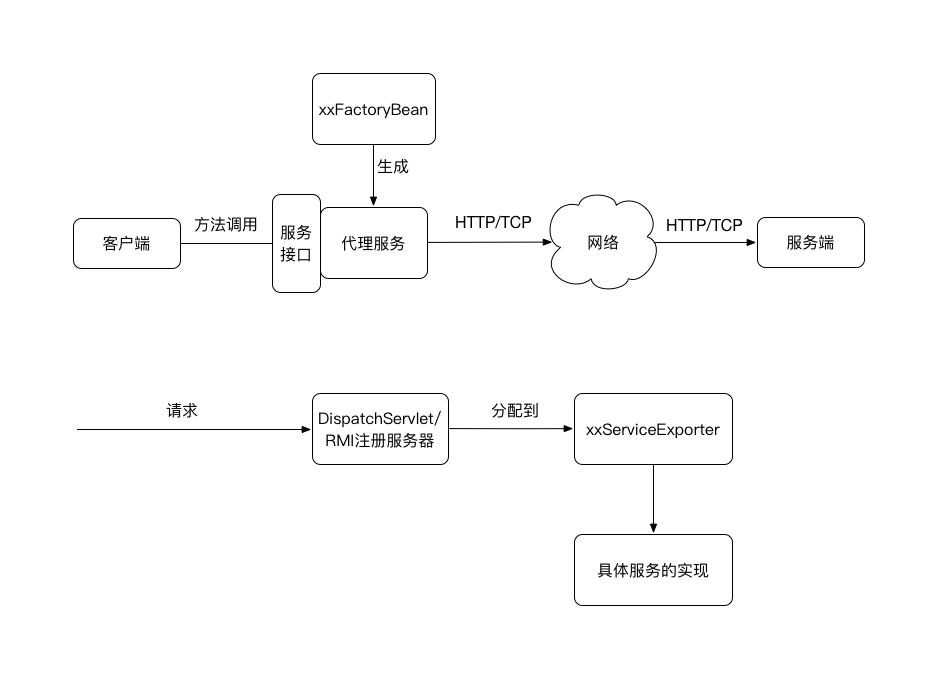 xxFactoryBean
生成
客户端
方法调用
服务
接口
代理服务
HTTP/TCP
网络
HTTP/TCP
服务端
请求
DispatchServlet/
RMI注册服务器
分配到
xxServiceExporter
具体服务的实现